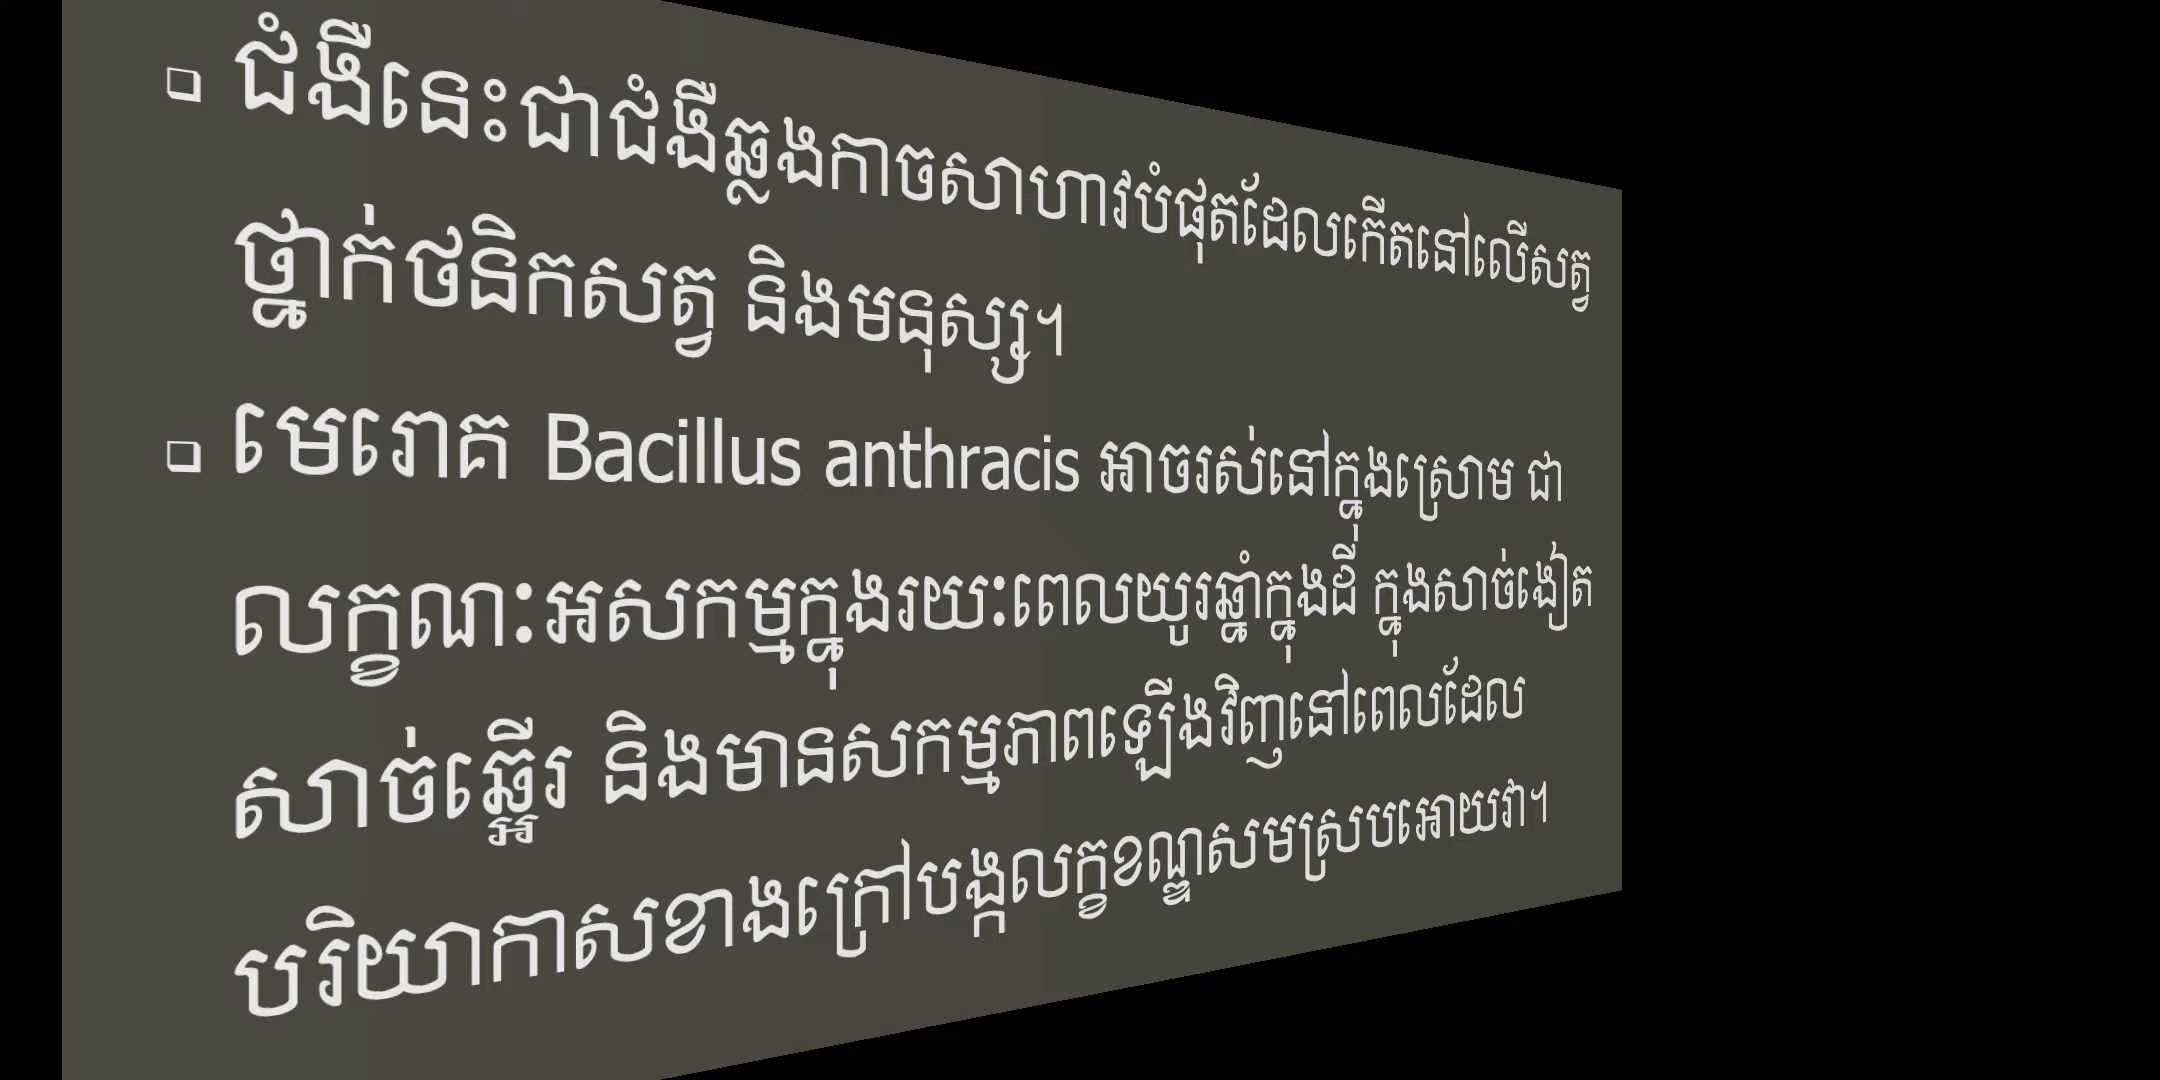 ▫ ជំងឺនេះជាជំងឺឆ្លងកាចសាហាវបំផុតដែលកើតនៅលើសត្វ
ថ្នាក់ថនិកសត្វ និងមនុស្ស។
▫ មេរោគ Bacillus anthracis អាចរស់នៅក្នុងស្រោម ជា
លក្ខណៈអសកម្មក្នុងរយៈពេលយូរឆ្នាំក្នុងដី ក្នុងសាច់ងៀត
សាច់ឆ្អើរ និងមានសកម្មភាពឡើងវិញនៅពេលដែល
បរិយាកាសខាងក្រៅបង្កលក្ខខណ្ឌសមស្របអោយវា។